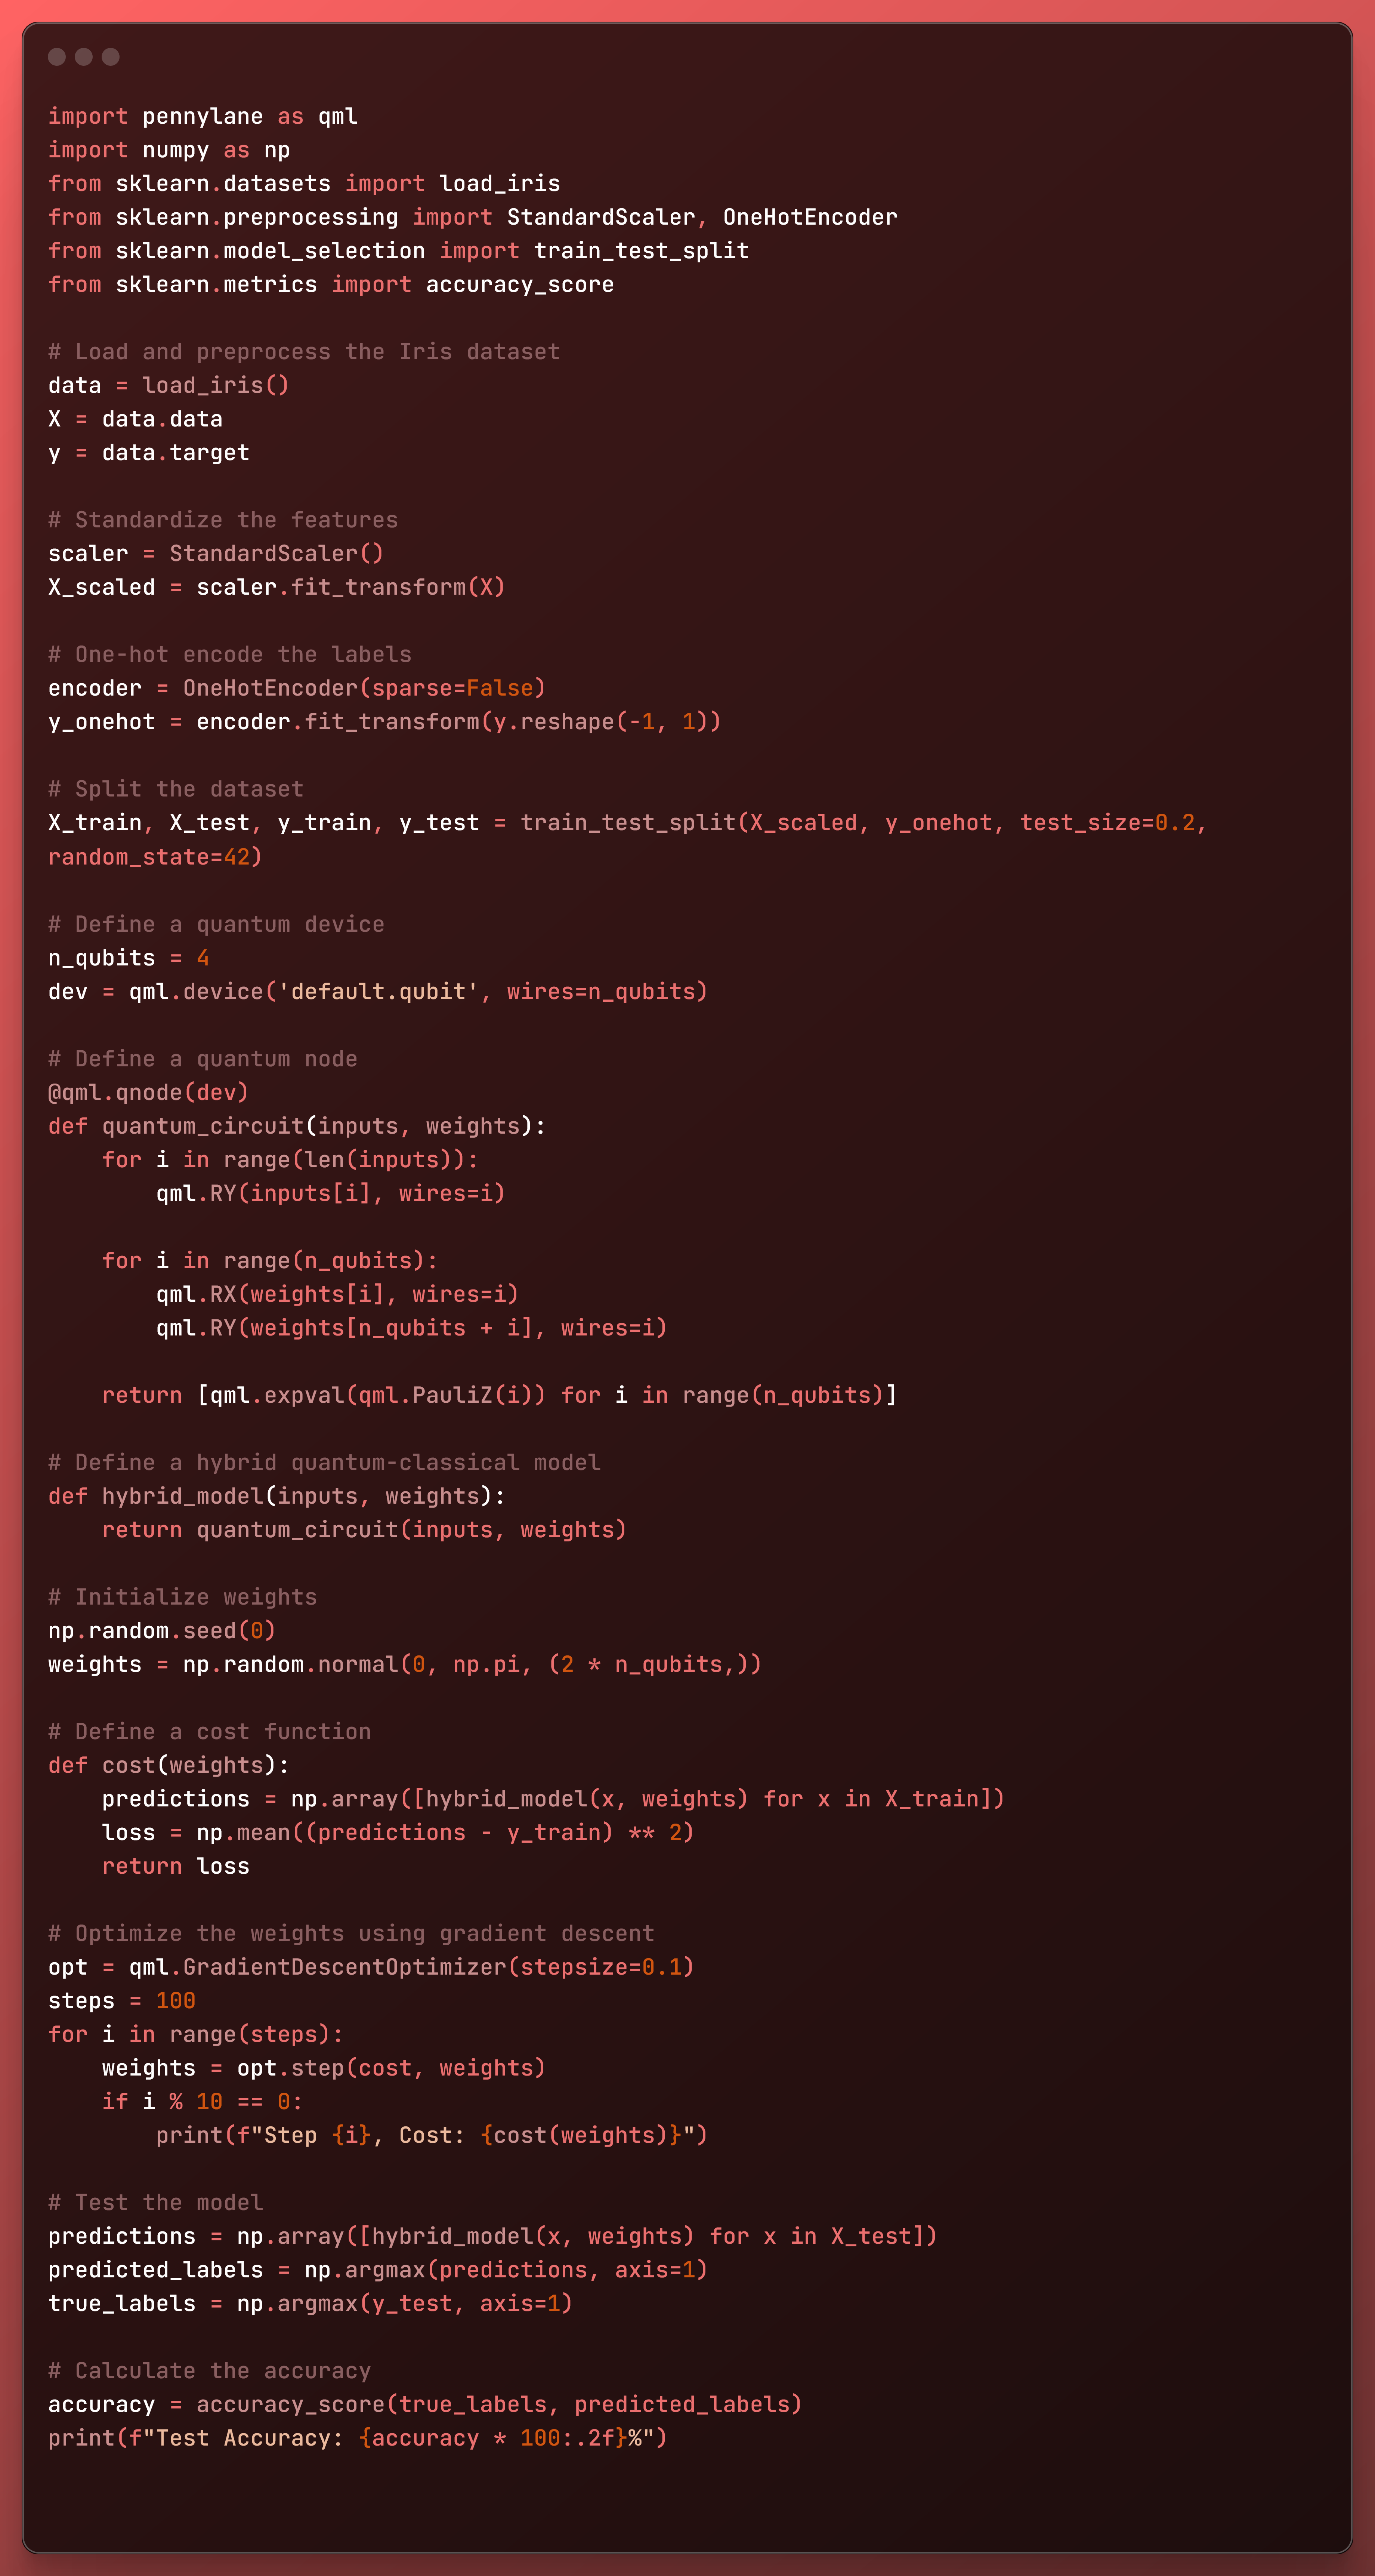 import pennylane as qml
import numpy as np
from sklearn.datasets import load_iris
from sklearn.preprocessing import StandardScaler, OneHotEncoder
from sklearn.model_selection import train_test_split
from sklearn.metrics import accuracy_score

# Load and preprocess the Iris dataset
data = load_iris()
X = data.data
y = data.target

# Standardize the features
scaler = StandardScaler()
X_scaled = scaler.fit_transform(X)

# One-hot encode the labels
encoder = OneHotEncoder(sparse=False)
y_onehot = encoder.fit_transform(y.reshape(-1, 1))

# Split the dataset
X_train, X_test, y_train, y_test = train_test_split(X_scaled, y_onehot, test_size=0.2,
random_state=42)

# Define a quantum device
n_qubits = 4
dev = qml.device('default.qubit', wires=n_qubits)

# Define a quantum node
@qml.qnode(dev)
def quantum_circuit(inputs, weights):
    for i in range(len(inputs)):
        qml.RY(inputs[i], wires=i)

    for i in range(n_qubits):
        qml.RX(weights[i], wires=i)
        qml.RY(weights[n_qubits + i], wires=i)

    return [qml.expval(qml.PauliZ(i)) for i in range(n_qubits)]

# Define a hybrid quantum-classical model
def hybrid_model(inputs, weights):
    return quantum_circuit(inputs, weights)

# Initialize weights
np.random.seed(0)
weights = np.random.normal(0, np.pi, (2 * n_qubits,))

# Define a cost function
def cost(weights):
    predictions = np.array([hybrid_model(x, weights) for x in X_train])
    loss = np.mean((predictions - y_train) ** 2)
    return loss

# Optimize the weights using gradient descent
opt = qml.GradientDescentOptimizer(stepsize=0.1)
steps = 100
for i in range(steps):
    weights = opt.step(cost, weights)
    if i % 10 == 0:
        print(f"Step {i}, Cost: {cost(weights)}")

# Test the model
predictions = np.array([hybrid_model(x, weights) for x in X_test])
predicted_labels = np.argmax(predictions, axis=1)
true_labels = np.argmax(y_test, axis=1)

# Calculate the accuracy
accuracy = accuracy_score(true_labels, predicted_labels)
print(f"Test Accuracy: {accuracy * 100:.2f}%")